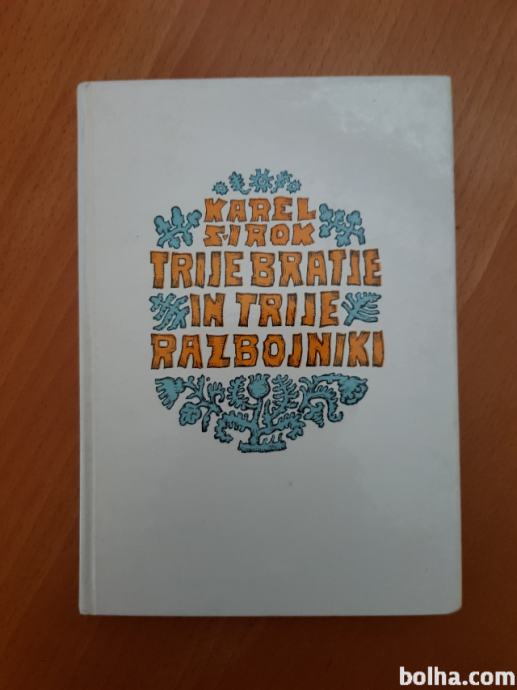 KAREL
ŠIROK
TRIJE BRATJE
IN TRIJE
RAZBOJNIKI
bolha.com